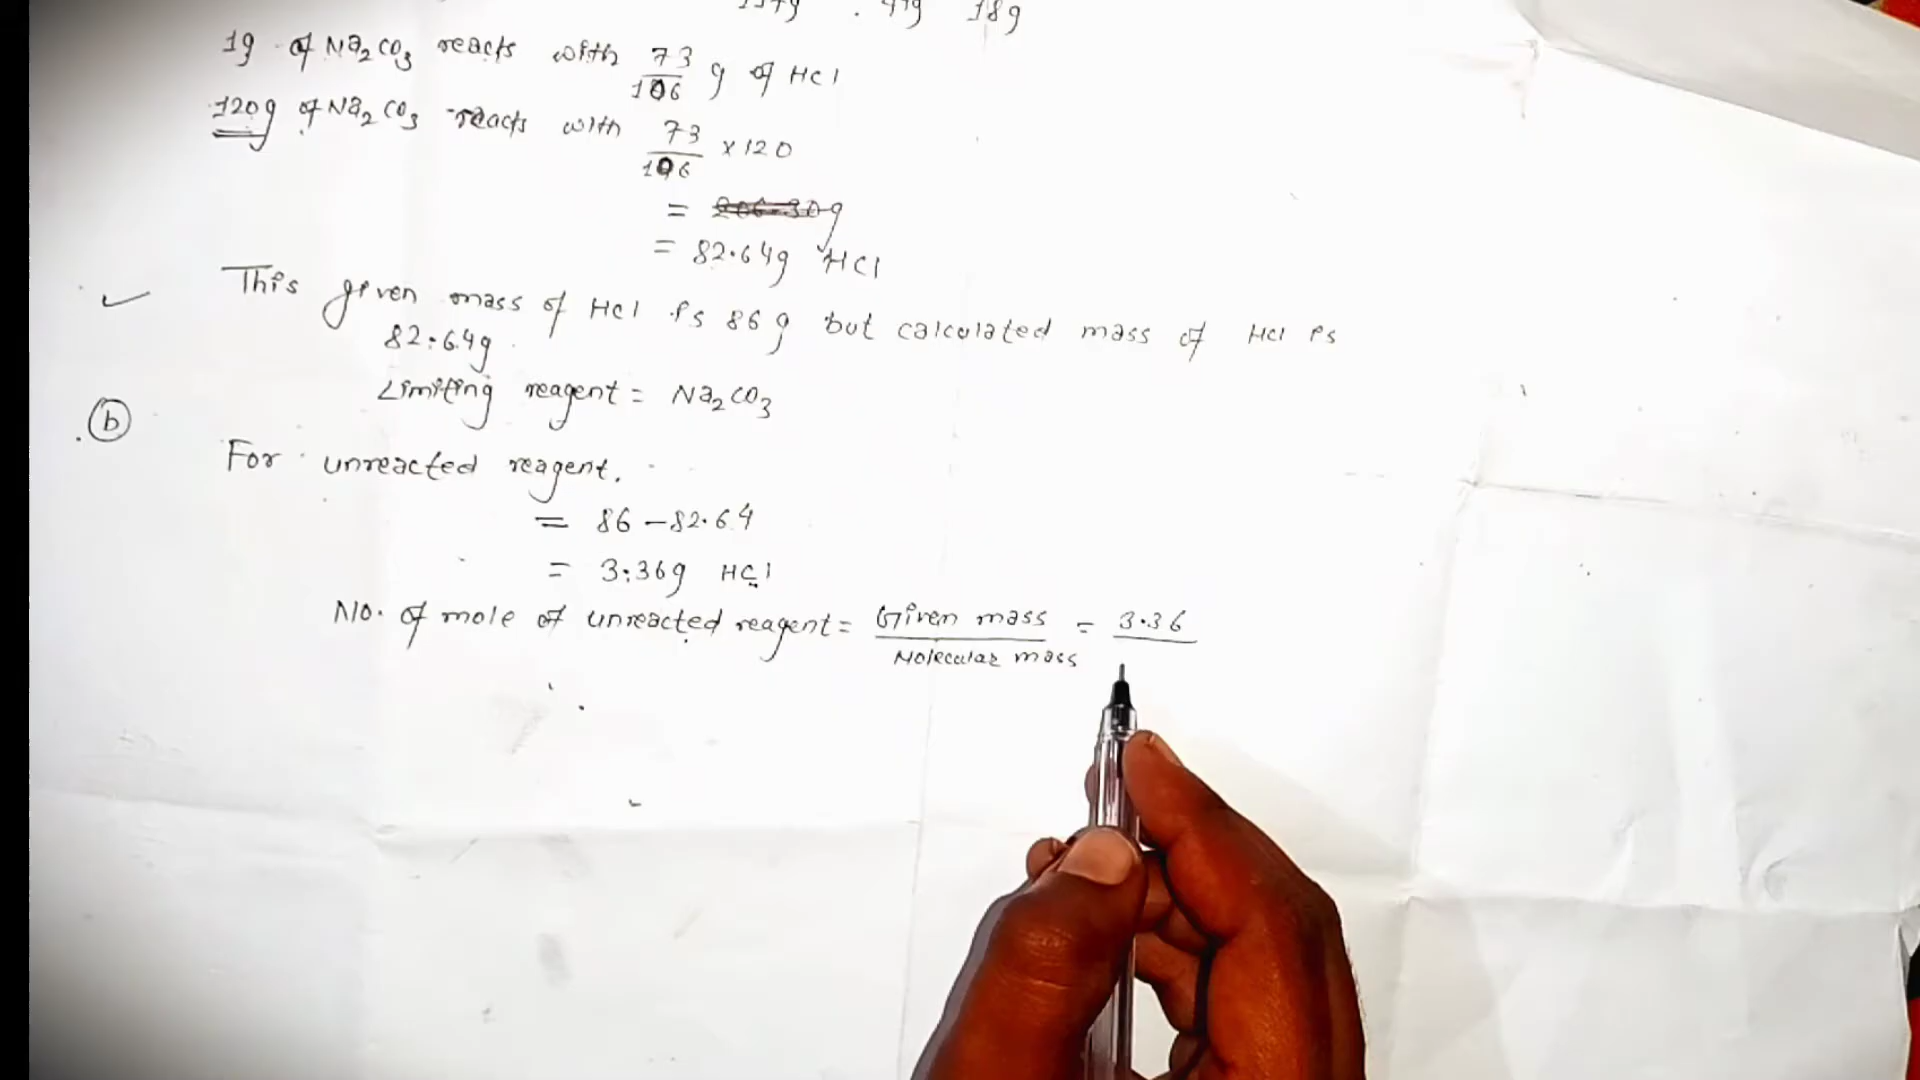 18g
1g of Na2CO3 reacts with 73/106 g of HCl
120g of Na2CO3 reacts with 73/106 x 120
=
= 82.64g HCl
This given mass of HCl is 86g but calculated mass of HCl is
82.64g
Limiting reagent = Na2CO3
(b)
For unreacted reagent.
= 86 - 82.64
= 3.36g HCl
No. of mole of unreacted reagent = Given mass/Molecular mass = 3.36